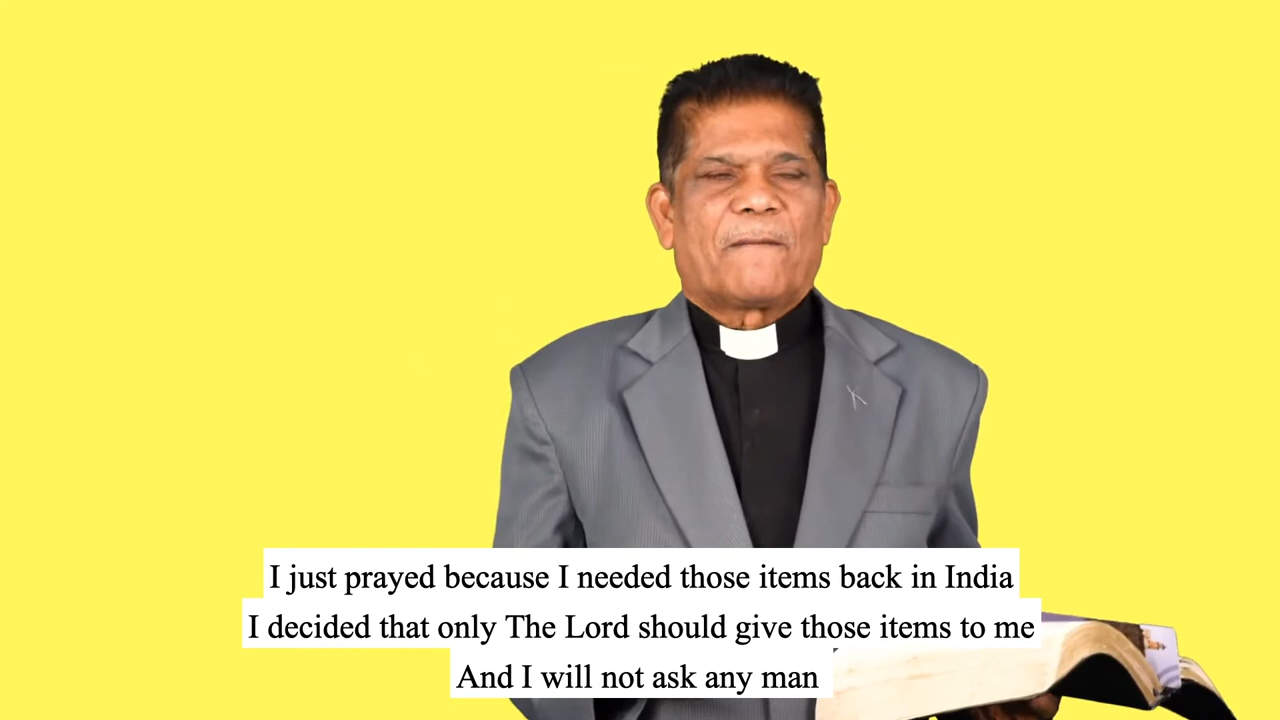 I just prayed because I needed those items back in India
I decided that only The Lord should give those items to me
And I will not ask any man